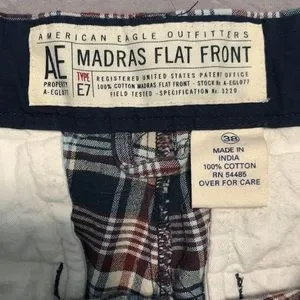 AMERICAN EAGLE OUTFITTERS
AE
PROPERTY
A-EGL077
TYPE
E7
MADRAS FLAT FRONT
REGISTERED UNITED STATES PATENT OFFICE
100% COTTON MADRAS FLAT FRONT - STOCK Nº A-EGL077
FIELD TESTED - SPECIFICATION Nº 3220
38
MADE IN
INDIA
100% COTTON
RN 54485
OVER FOR CARE